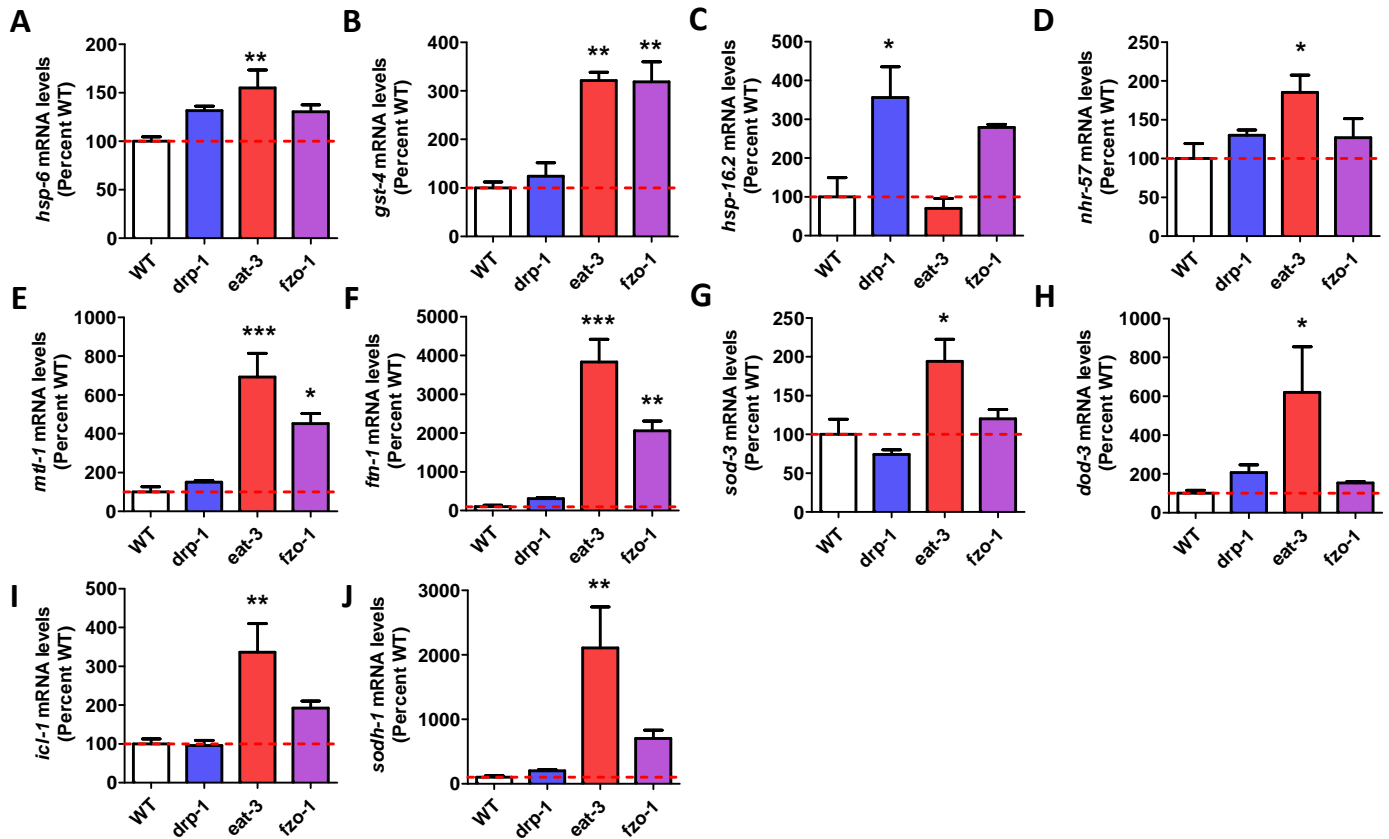 A
hsp-6 mRNA levels
(Percent WT)
200
150
100
50
0
**
WT
drp-1
eat-3
fzo-1
B
gst-4 mRNA levels
(Percent WT)
400
300
200
100
0
**
**
WT
drp-1
eat-3
fzo-1
C
hsp-16.2 mRNA levels
(Percent WT)
500
400
300
200
100
0
*
WT
drp-1
eat-3
fzo-1
D
nhr-57 mRNA levels
(Percent WT)
250
200
150
100
50
0
*
WT
drp-1
eat-3
fzo-1
E
mtl-1 mRNA levels
(Percent WT)
1000
800
600
400
200
0
***
*
WT
drp-1
eat-3
fzo-1
F
ftn-1 mRNA levels
(Percent WT)
5000
4000
3000
2000
1000
0
***
**
WT
drp-1
eat-3
fzo-1
G
sod-3 mRNA levels
(Percent WT)
250
200
150
100
50
0
*
WT
drp-1
eat-3
fzo-1
H
dod-3 mRNA levels
(Percent WT)
1000
800
600
400
200
0
*
WT
drp-1
eat-3
fzo-1
I
icl-1 mRNA levels
(Percent WT)
500
400
300
200
100
0
**
WT
drp-1
eat-3
fzo-1
J
sodh-1 mRNA levels
(Percent WT)
3000
2000
1000
0
**
WT
drp-1
eat-3
fzo-1